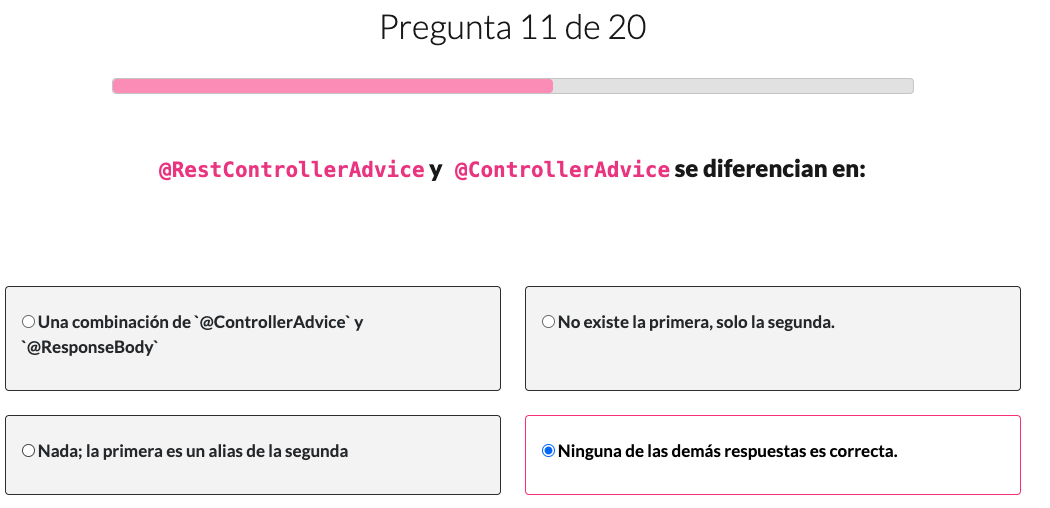 Pregunta 11 de 20
@RestControllerAdvice y @ControllerAdvice se diferencian en:
Una combinación de `@ControllerAdvice` y
`@ResponseBody`
No existe la primera, solo la segunda.
Nada; la primera es un alias de la segunda
Ninguna de las demás respuestas es correcta.